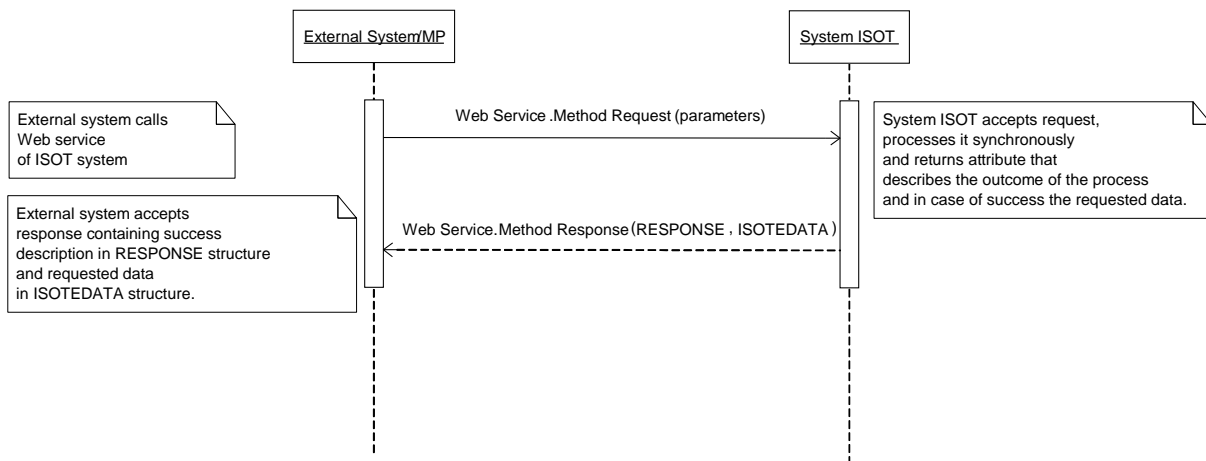 External System/MP
System ISOT
External system calls
Web service
of ISOT system
Web Service .Method Request (parameters)
System ISOT accepts request,
processes it synchronously
and returns attribute that
describes the outcome of the process
and in case of success the requested data.
External system accepts
response containing success
description in RESPONSE structure
and requested data
in ISOTEDATA structure.
Web Service.Method Response (RESPONSE , ISOTEDATA )